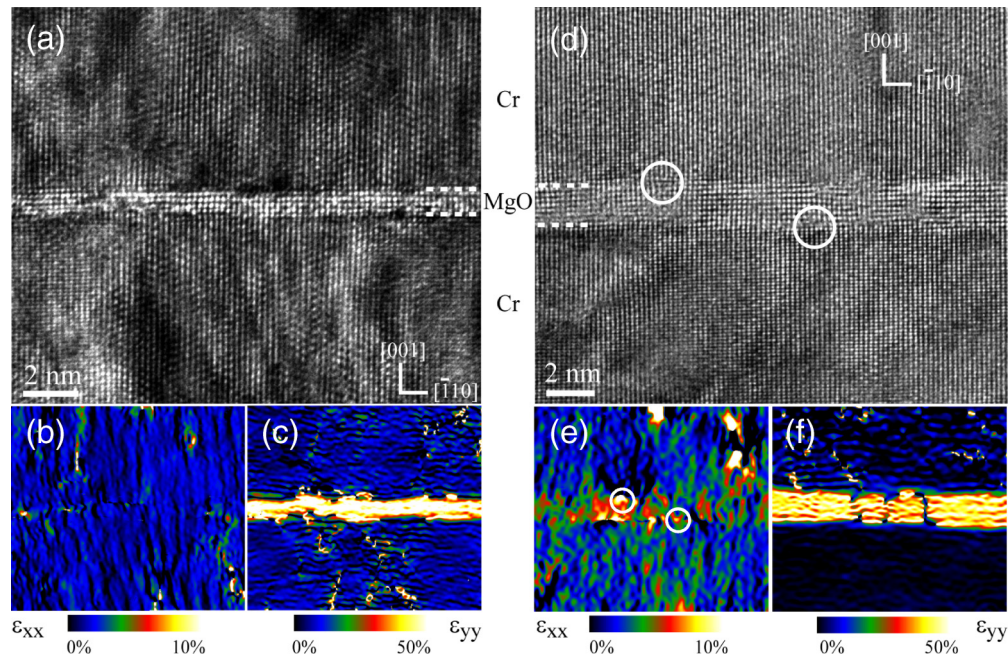 (a)
Cr
MgO
Cr
[001]
[1̄10]
2 nm
(d)
[001]
[1̄10]
2 nm
(b)
(c)
(e)
(f)
εxx
0%
10%
0%
50%
εyy
εxx
0%
10%
0%
50%
εyy